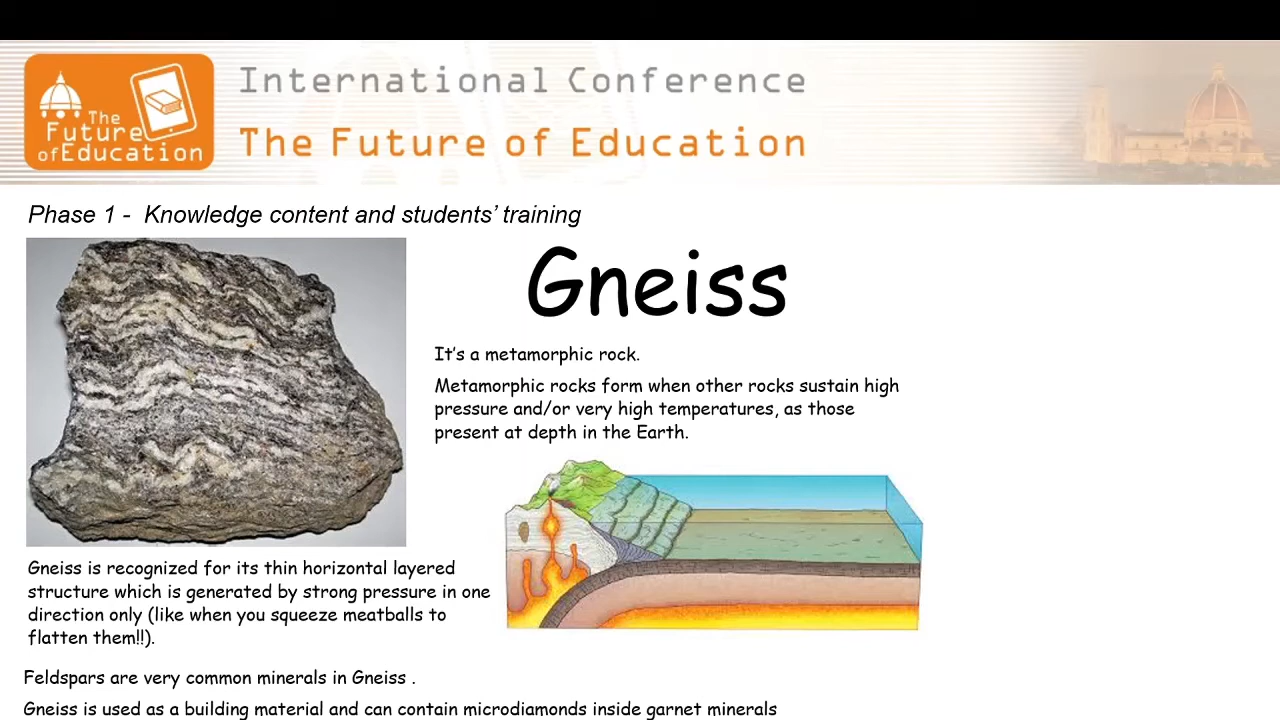 The
Future
ofEducation
International Conference
The Future of Education
Phase 1 - Knowledge content and students’ training
Gneiss
It’s a metamorphic rock.
Metamorphic rocks form when other rocks sustain high
pressure and/or very high temperatures, as those
present at depth in the Earth.
Gneiss is recognized for its thin horizontal layered
structure which is generated by strong pressure in one
direction only (like when you squeeze meatballs to
flatten them!!).
Feldspars are very common minerals in Gneiss .
Gneiss is used as a building material and can contain microdiamonds inside garnet minerals